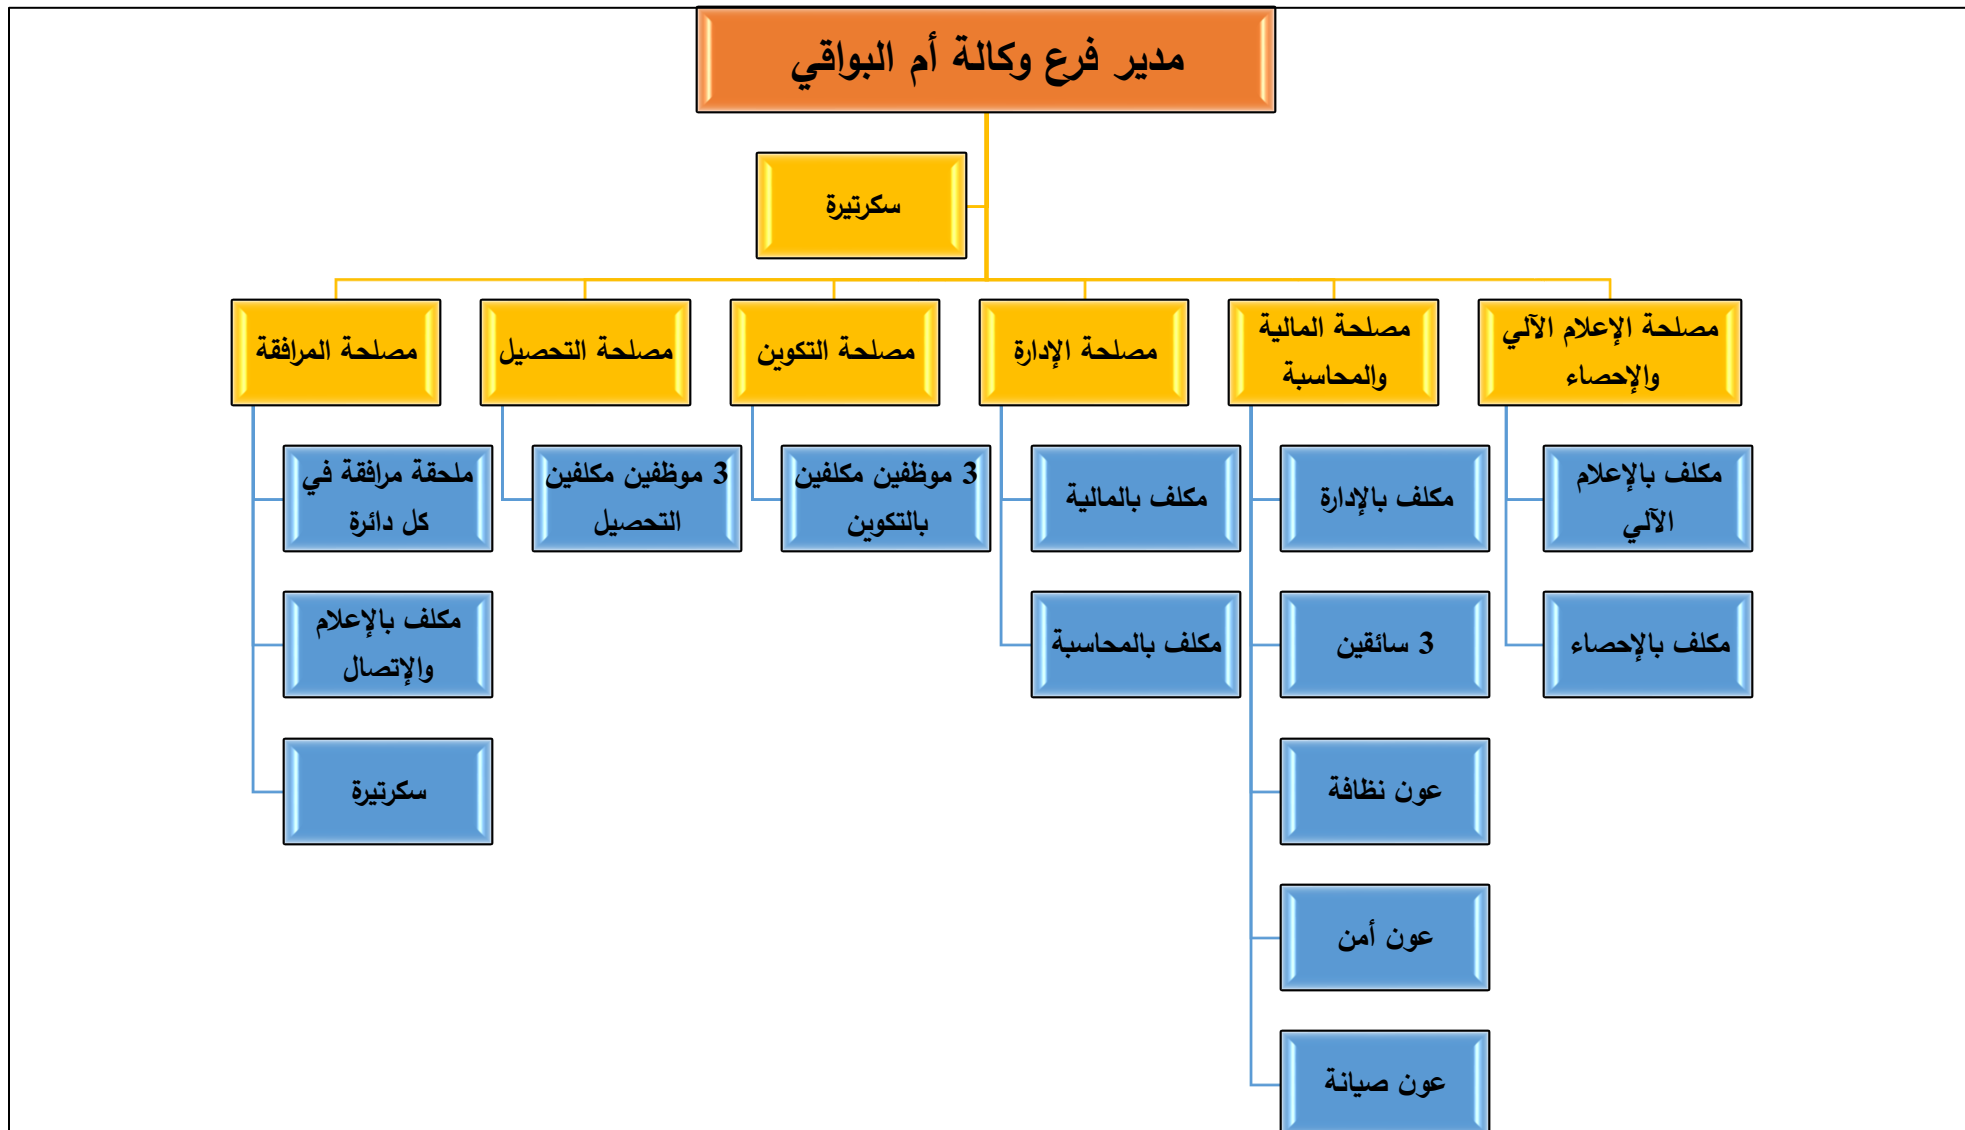 مدير فرع وكالة أم البواقي
سكرتيرة
مصلحة الإعلام الآلي
والإحصاء
مصلحة المالية
والمحاسبة
مصلحة الإدارة
مصلحة التكوين
مصلحة التحصيل
مصلحة المرافقة
مكلف بالإعلام
الآلي
مكلف بالإحصاء
مكلف بالإدارة
3 سائقين
عون نظافة
عون أمن
عون صيانة
مكلف بالمالية
مكلف بالمحاسبة
3 موظفين مكلفين
بالتكوين
3 موظفين مكلفين
التحصيل
ملحقة مرافقة في
كل دائرة
مكلف بالإعلام
والإتصال
سكرتيرة